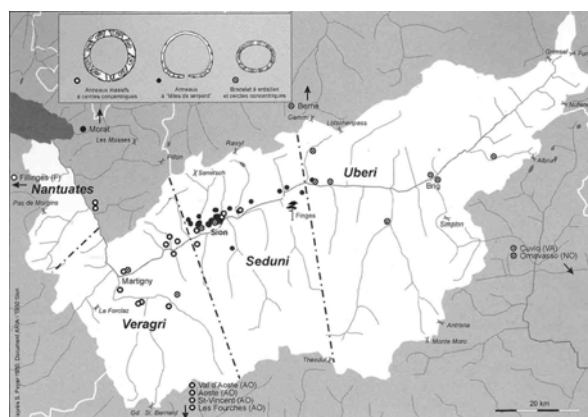 Anneaux massifs
à cercles concentriques
Anneaux
à "têtes de serpent"
Bracelet à
et cercles concentriques
Berne
Morat
Les Mosses
Pillon
Sanetsch
Rawyl
Gemmi
Lötschenpass
Fillinges (F)
Nantuates
Pas de Morgins
Uberi
Brig
Albrun
Simplon
Sion
Finges
Seduni
Martigny
La Forclaz
Veragri
Cuvio (VA)
Ornavasso (NO)
Antrona
Monte Moro
Theodul
Gd St. Bernard
Val d'Aoste (AO)
Aoste (AO)
St-Vincent (AO)
Les Fourches (AO)
20 km